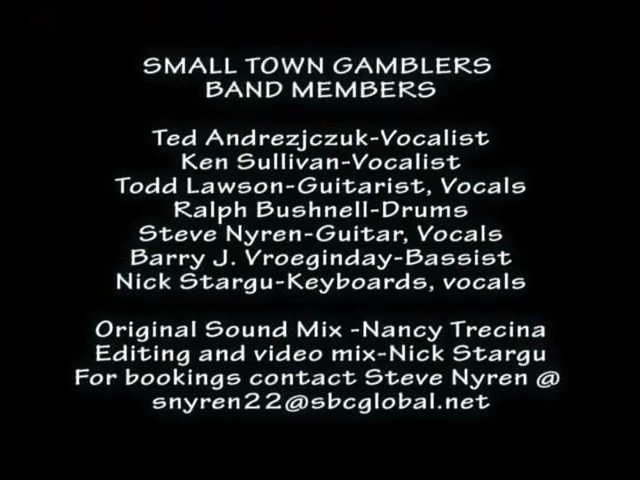 SMALL TOWN GAMBLERS
BAND MEMBERS
Ted Andrezjczuk-Vocalist
Ken Sullivan-Vocalist
Todd Lawson-Guitarist, Vocals
Ralph Bushnell-Drums
Steve Nyren-Guitar, Vocals
Barry J. Vroeginday-Bassist
Nick Stargu-Keyboards, vocals
Original Sound Mix -Nancy Trecina
Editing and video mix-Nick Stargu
For bookings contact Steve Nyren @
snyren22@sbcglobal.net